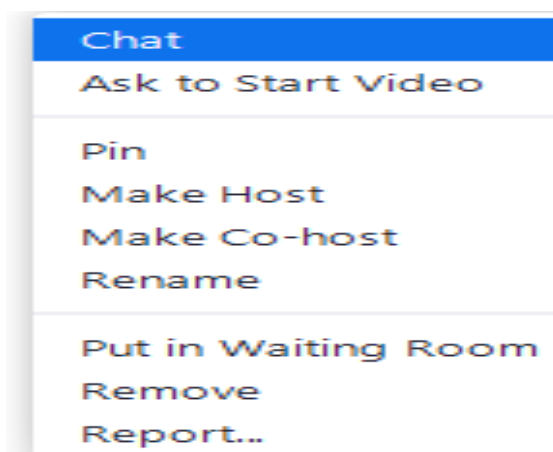 Chat
Ask to Start Video
Pin
Make Host
Make Co-host
Rename
Put in Waiting Room
Remove
Report...